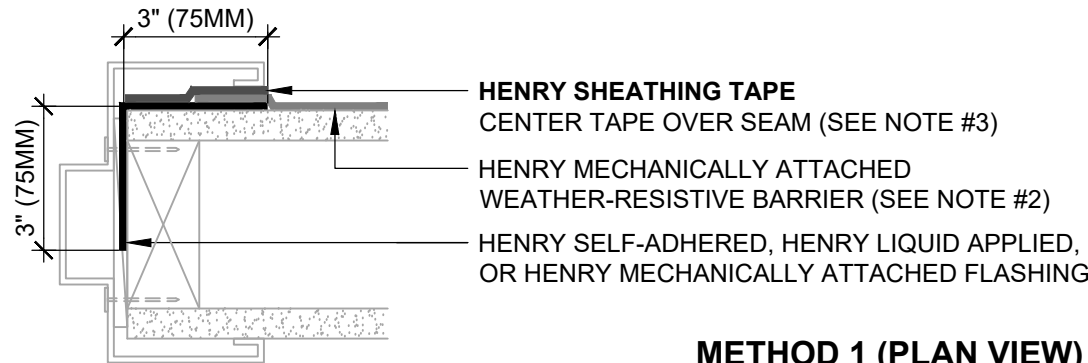 3" (75MM)
3" (75MM)
HENRY SHEATHING TAPE
CENTER TAPE OVER SEAM (SEE NOTE #3)
HENRY MECHANICALLY ATTACHED
WEATHER-RESISTIVE BARRIER (SEE NOTE #2)
HENRY SELF-ADHERED, HENRY LIQUID APPLIED,
OR HENRY MECHANICALLY ATTACHED FLASHING
METHOD 1 (PLAN VIEW)